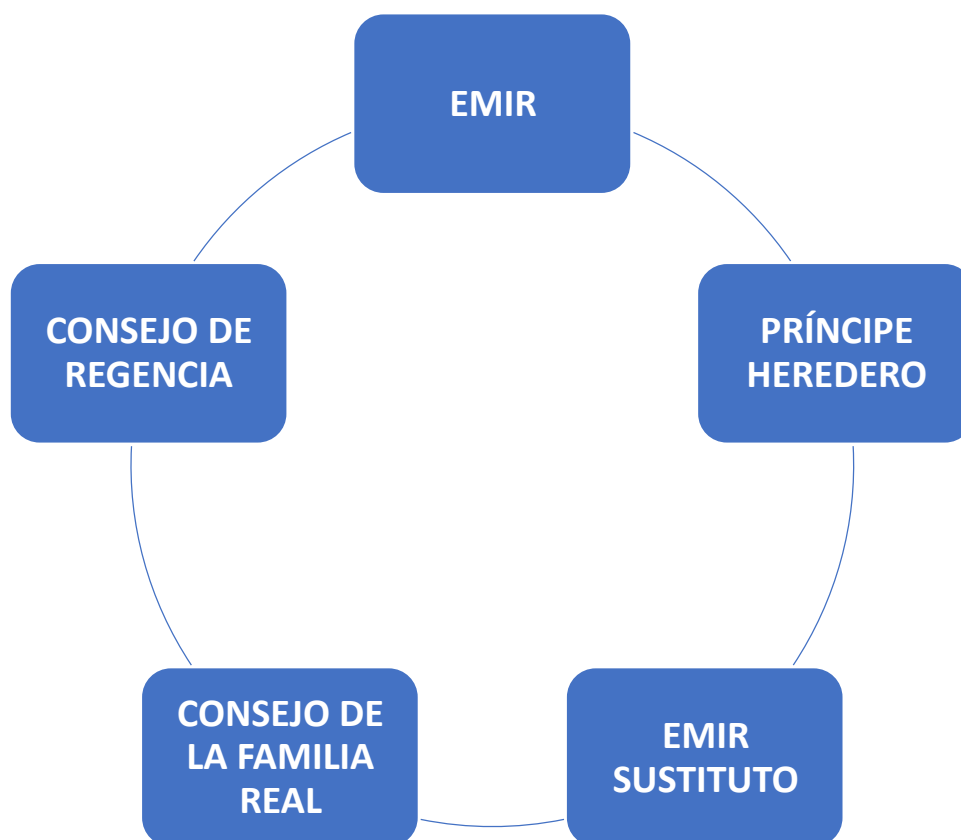 EMIR
PRÍNCIPE
HEREDERO
EMIR
SUSTITUTO
CONSEJO DE
LA FAMILIA
REAL
CONSEJO DE
REGENCIA